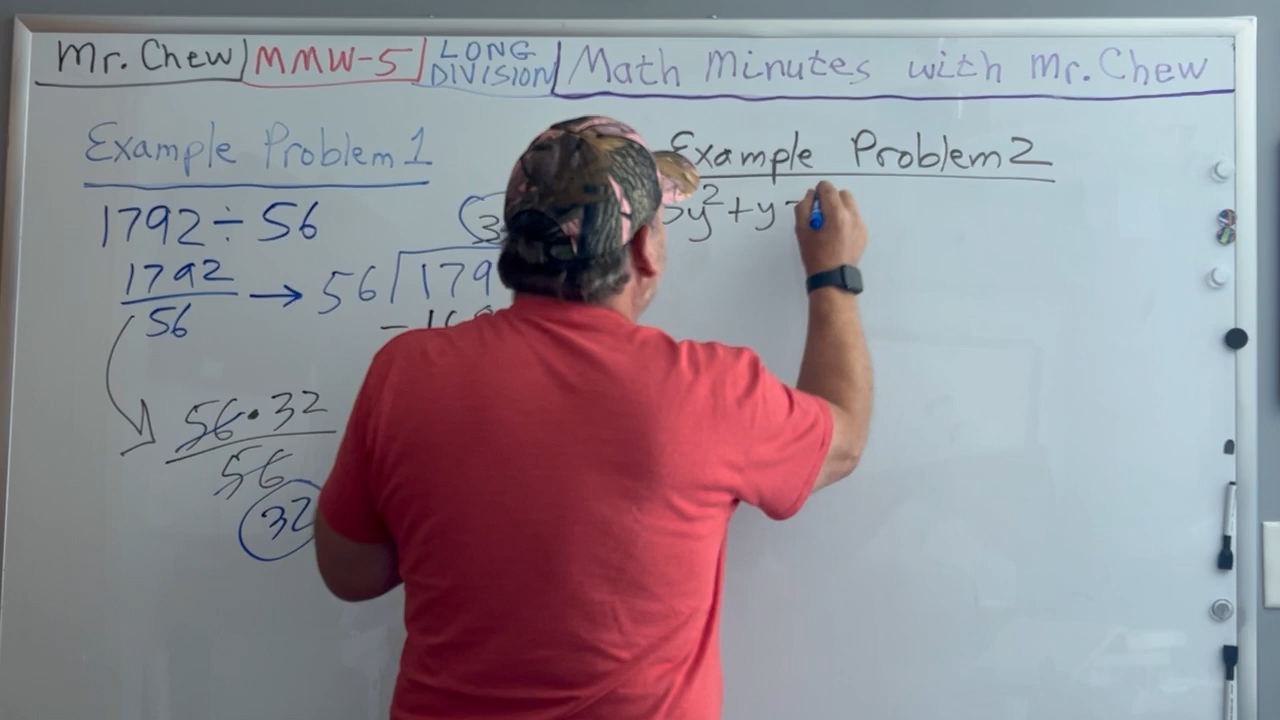 Mr. Chew MMW-5 LONG DIVISION Math Minutes with Mr. Chew
Example Problem 1
1792 ÷ 56
1792
56
→ 56 179
56 • 32
56
32
Example Problem 2
y² + y